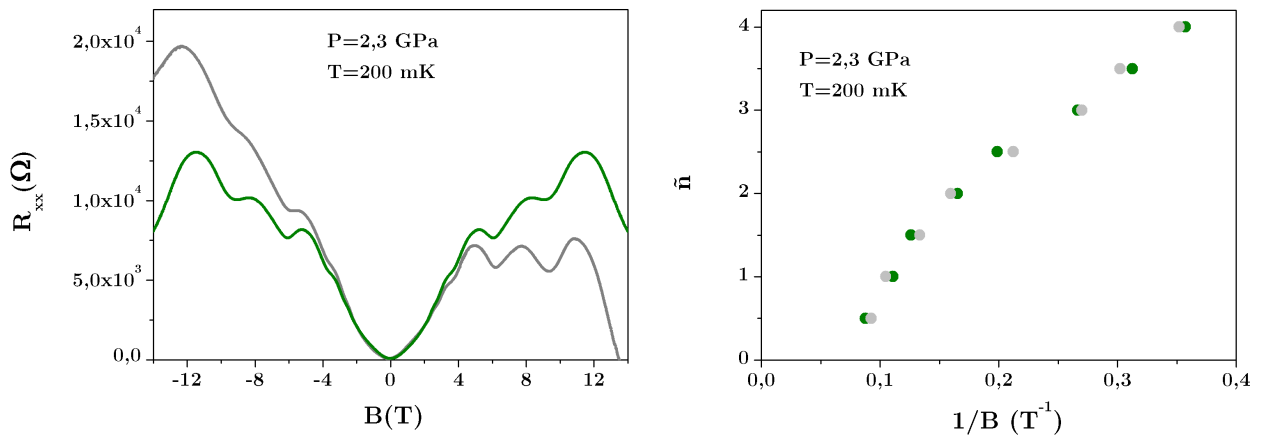 2,0x10⁴
1,5x10⁴
1,0x10⁴
5,0x10³
0,0
-12 -8 -4 0 4 8 12
R_xx(Ω)
B(T)
P=2,3 GPa
T=200 mK
4
3
2
1
0
0,0 0,1 0,2 0,3 0,4
ñ
1/B (T⁻¹)
P=2,3 GPa
T=200 mK